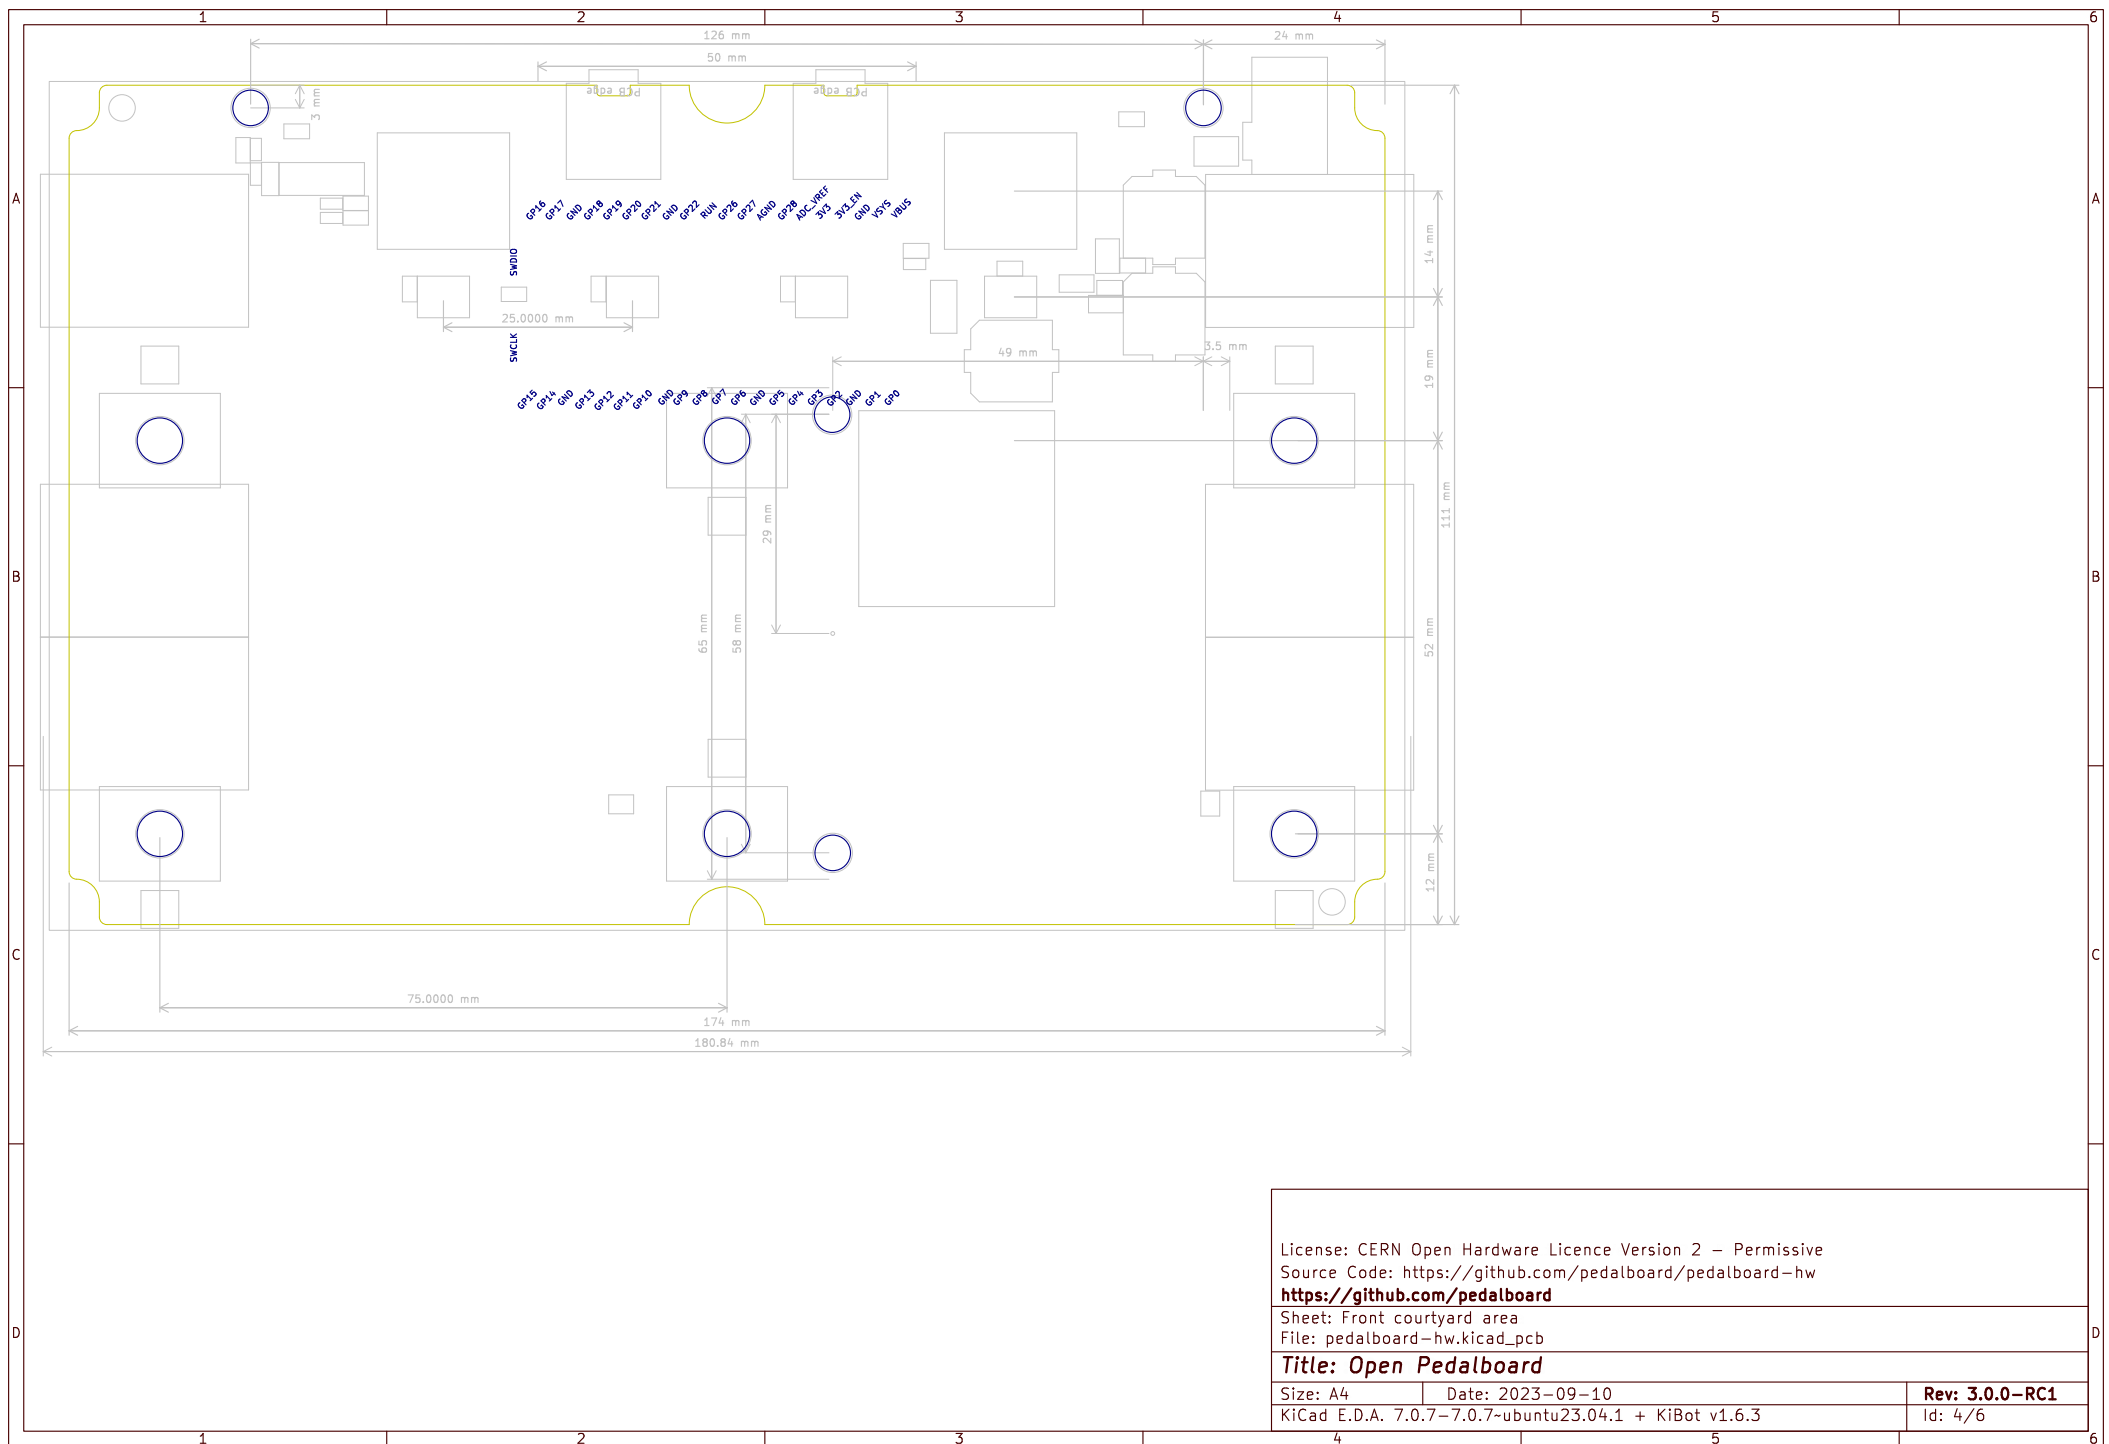 1 2 3 4 5 6
126 mm
24 mm
50 mm
PCB edge
PCB edge
3 mm
A
A
GP16 GP17 GND GP18 GP19 GP20 GP21 GND GP22 RUN GP26 GP27 AGND GP28 ADC_VREF 3V3 3V3_EN GND VSYS VBUS
14 mm
SWDIO
25.0000 mm
SWCLK
49 mm
3.5 mm
19 mm
GP15 GP14 GND GP13 GP12 GP11 GP10 GND GP9 GP8 GP7 GP6 GND GP5 GP4 GP3 GP2 GND GP1 GP0
111 mm
29 mm
B
B
65 mm
58 mm
52 mm
12 mm
C
C
75.0000 mm
174 mm
180.84 mm
License: CERN Open Hardware Licence Version 2 - Permissive
Source Code: https://github.com/pedalboard/pedalboard-hw
https://github.com/pedalboard
Sheet: Front courtyard area
D
D
File: pedalboard-hw.kicad_pcb
Title: Open Pedalboard
Size: A4
Date: 2023-09-10
Rev: 3.0.0-RC1
KiCad E.D.A. 7.0.7-7.0.7~ubuntu23.04.1 + KiBot v1.6.3
Id: 4/6
1 2 3 4 5 6